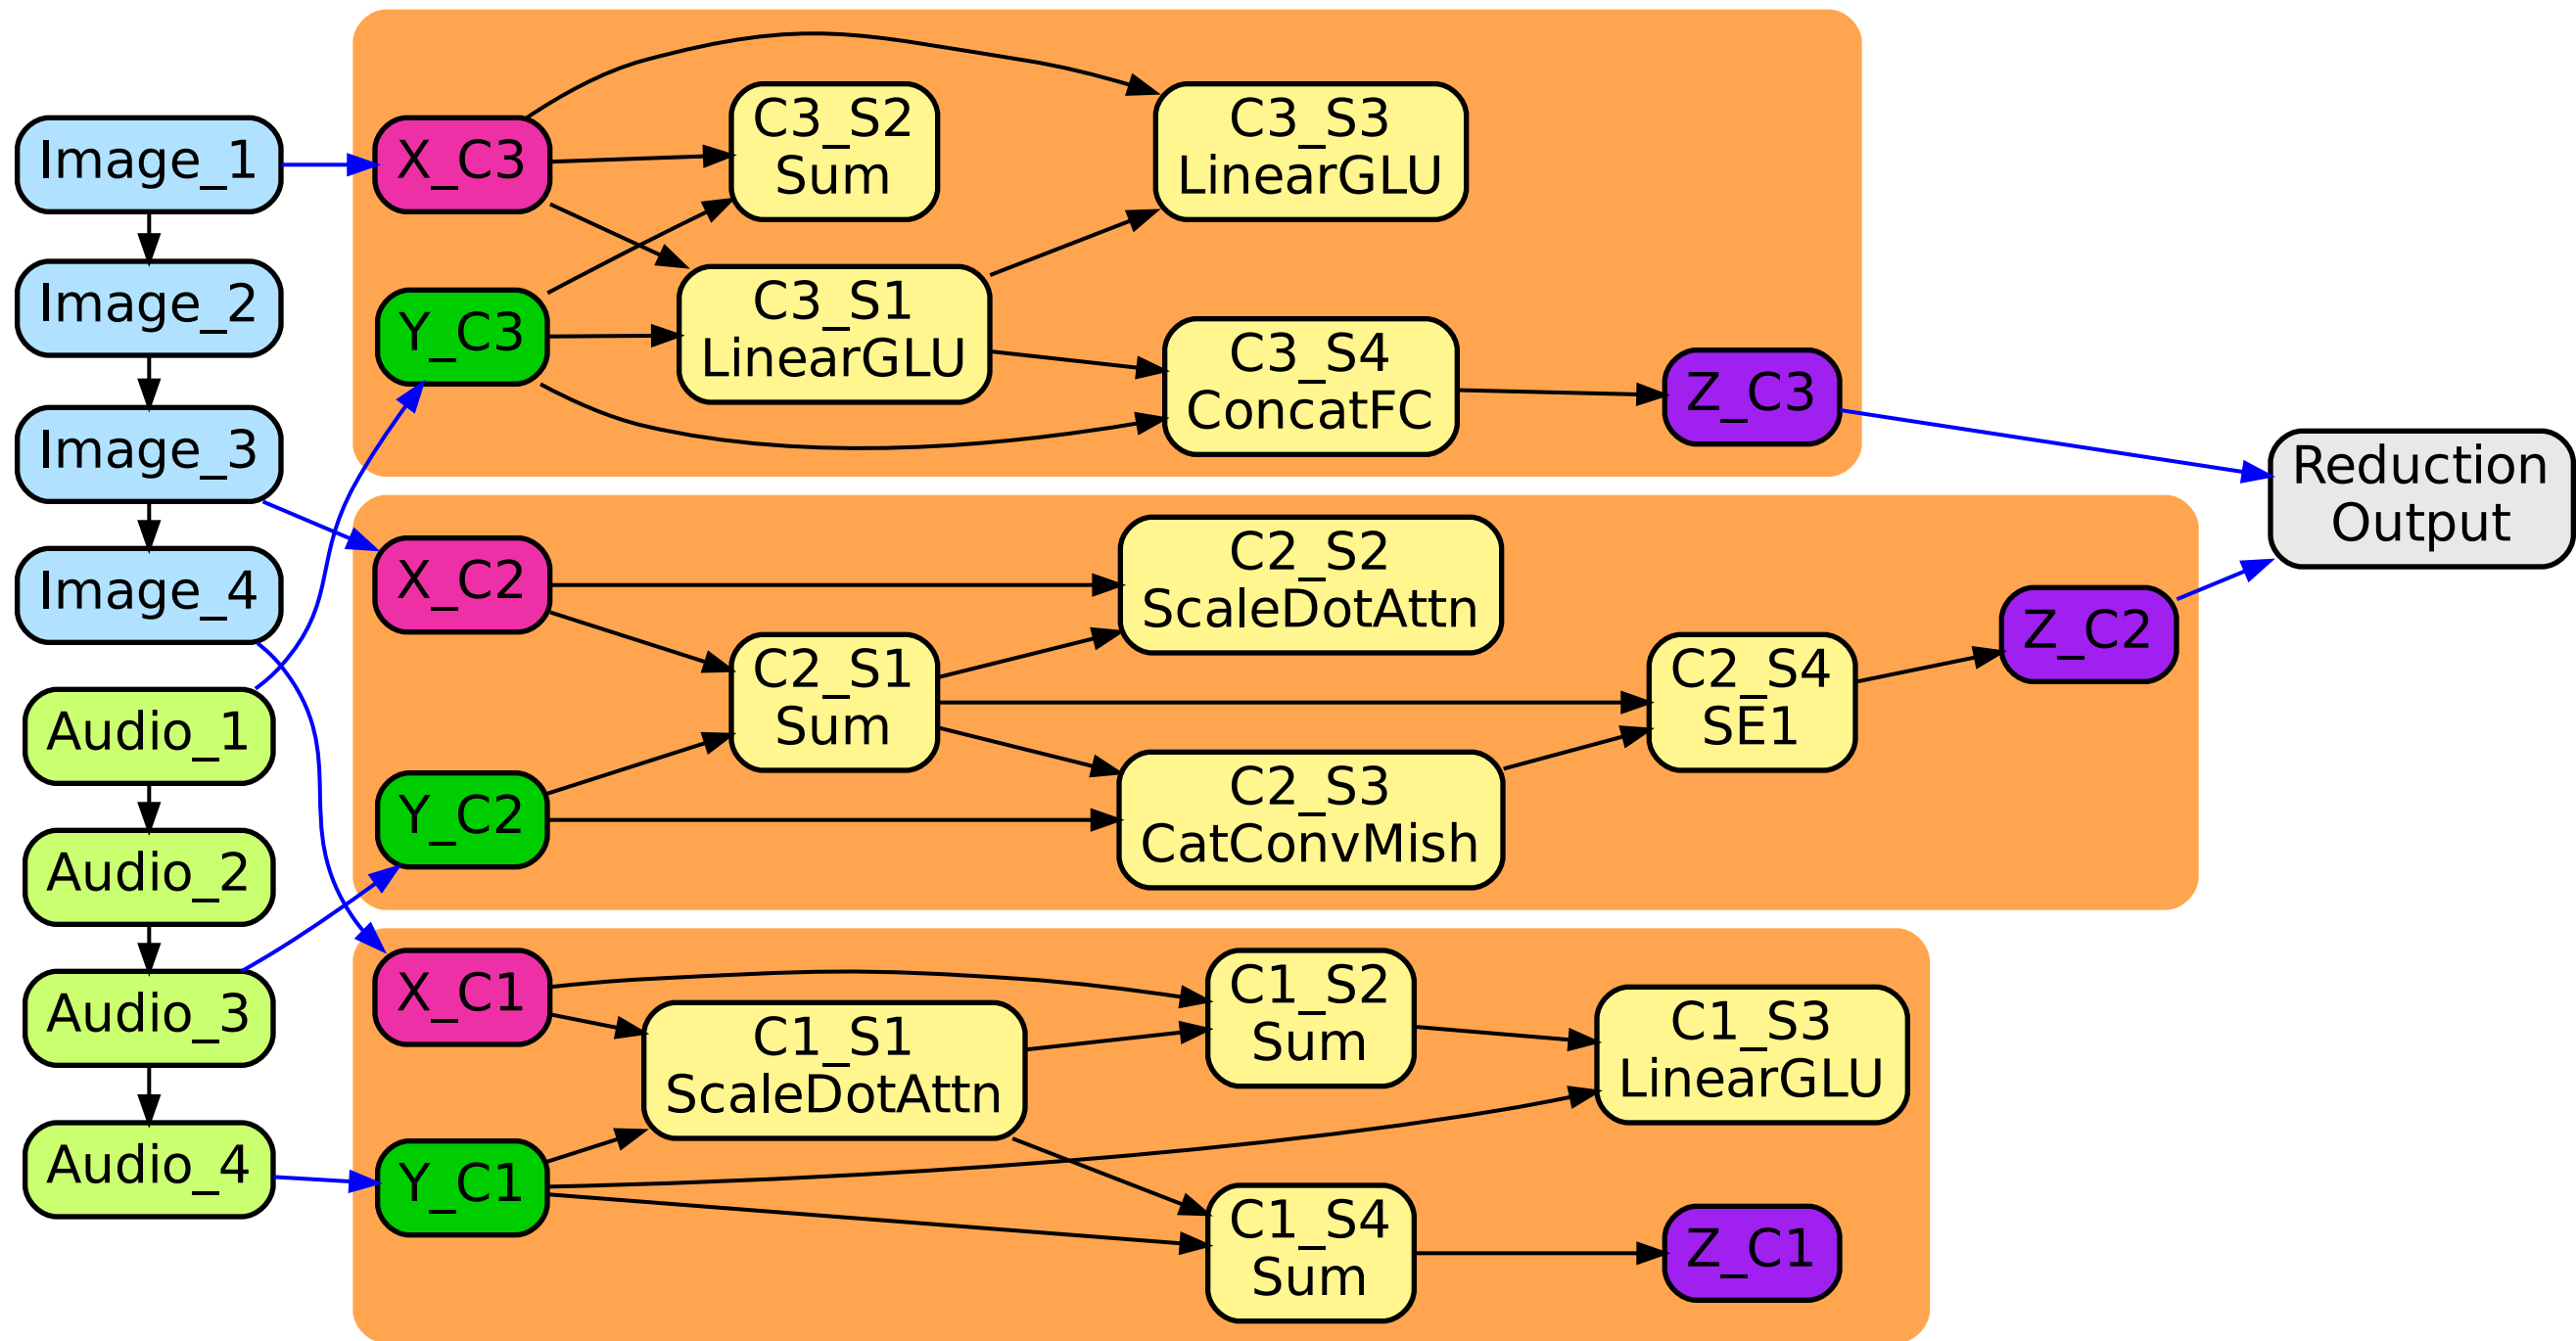 Image_1
Image_2
Image_3
Image_4
Audio_1
Audio_2
Audio_3
Audio_4
X_C3
Y_C3
C3_S2
Sum
C3_S1
LinearGLU
C3_S3
LinearGLU
C3_S4
ConcatFC
Z_C3
X_C2
Y_C2
C2_S1
Sum
C2_S2
ScaleDotAttn
C2_S3
CatConvMish
C2_S4
SE1
Z_C2
X_C1
Y_C1
C1_S1
ScaleDotAttn
C1_S2
Sum
C1_S4
Sum
C1_S3
LinearGLU
Z_C1
Reduction
Output